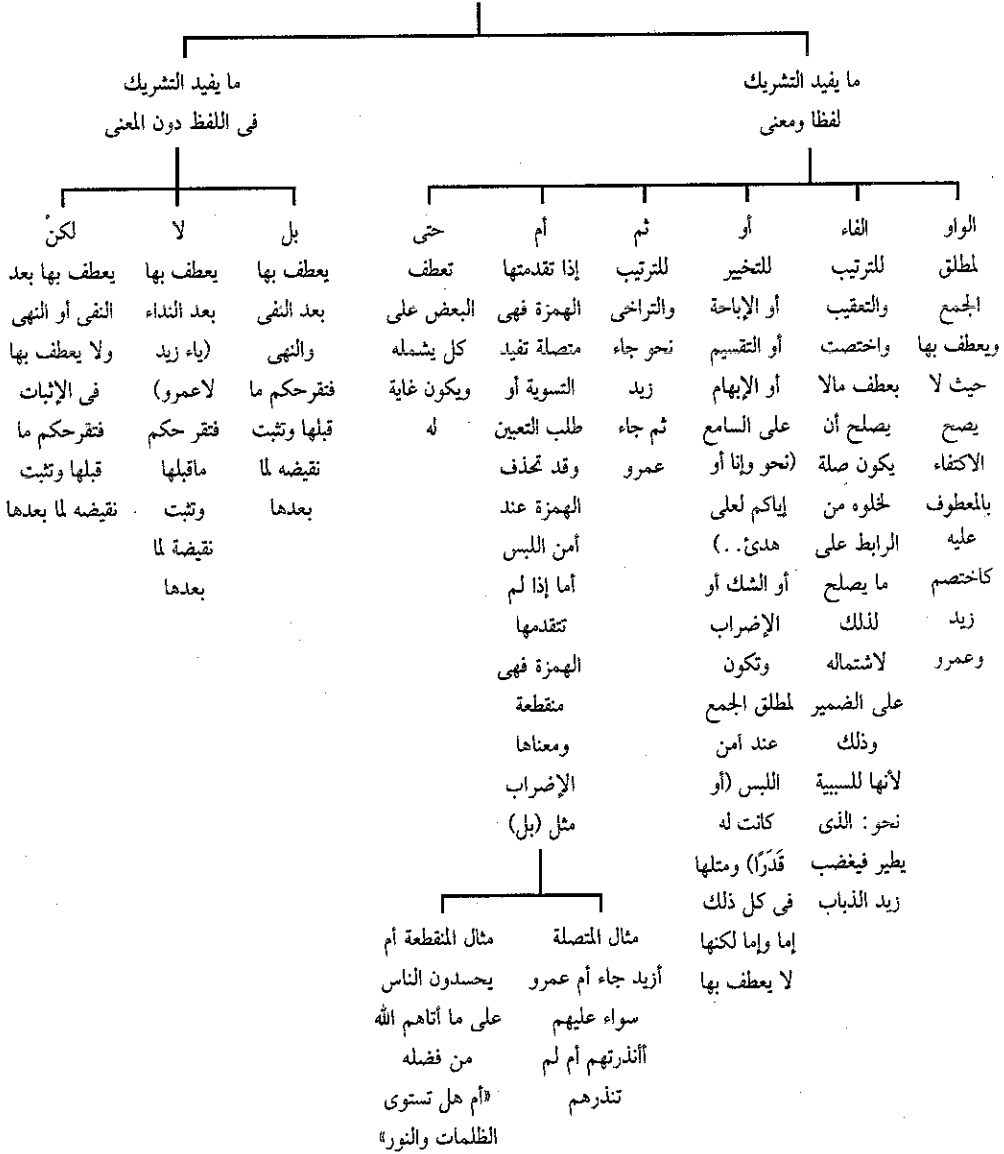 ما يفيد التشريك
لفظا ومعنى
ما يفيد التشريك
فى اللفظ دون المعنى
الواو
لمطلق
الجمع
ويعطف بها
حيث لا
يصح
الاكتفاء
بالمعطوف
عليه
كاختصم
زيد
وعمرو
الفاء
للترتيب
والتعقيب
واختصت
بعطف مالا
يصلح أن
يكون صلة
لخلوه من
الرابط على
ما يصلح
لذلك
لاشتماله
على الضمير
وذلك
لأنها للسببية
نحو: الذى
يطير فيغضب
زيد الذباب
أو
للتخيير
أو الإباحة
أو التقسيم
أو الإبهام
على السامع
(نحو وإنا أو
إياكم لعلى
هدئ..)
أو الشك أو
الإضراب
وتكون
لمطلق الجمع
عند أمن
اللبس (أو
كانت له
قَدَرًا) ومتلها
فى كل ذلك
إما وإما لكنها
لا يعطف بها
ثم
للترتيب
والتراخى
نحو جاء
زيد
ثم جاء
عمرو
أم
إذا تقدمتها
الهمزة فهى
متصلة تفيد
التسوية أو
طلب التعبين
وقد تحذف
الهمزة عند
أمن اللبس
أما إذا لم
تتقدمها
الهمزة فهى
منقطعة
ومعناها
الإضراب
مثل (بل)
مثال المتصلة
أزيد جاء أم عمرو
سواء عليهم
أأنذرتهم أم لم
تنذرهم
مثال المنقطعة أم
يحسدون الناس
على ما أتاهم الله
من فضله
«أم هل تستوى
الظلمات والنور»
حتى
تعطف
البعض على
كل يشمله
ويكون غاية
له
بل
يعطف بها
بعد النفى
والنهى
فتقرحكم ما
قبلها وتثبت
نقيضه لما
بعدها
لا
يعطف بها
بعد النداء
(ياء زيد
لاعمرو)
فتقر حكم
ماقبلها
وتثبت
نقيضة لما
بعدها
لكنْ
يعطف بها بعد
النفى أو النهى
ولا يعطف بها
فى الإثبات
فتقرحكم ما
قبلها وتثبت
نقيضه لما بعدها